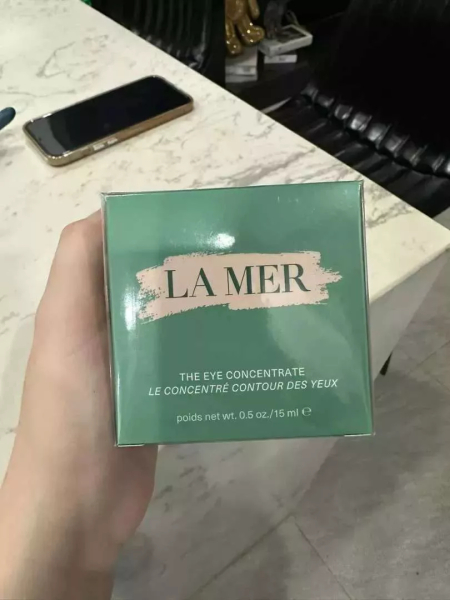 LA MER
THE EYE CONCENTRATE
LE CONCENTRÉ CONTOUR DES YEUX
poids net wt. 0.5 oz./15 ml ℮